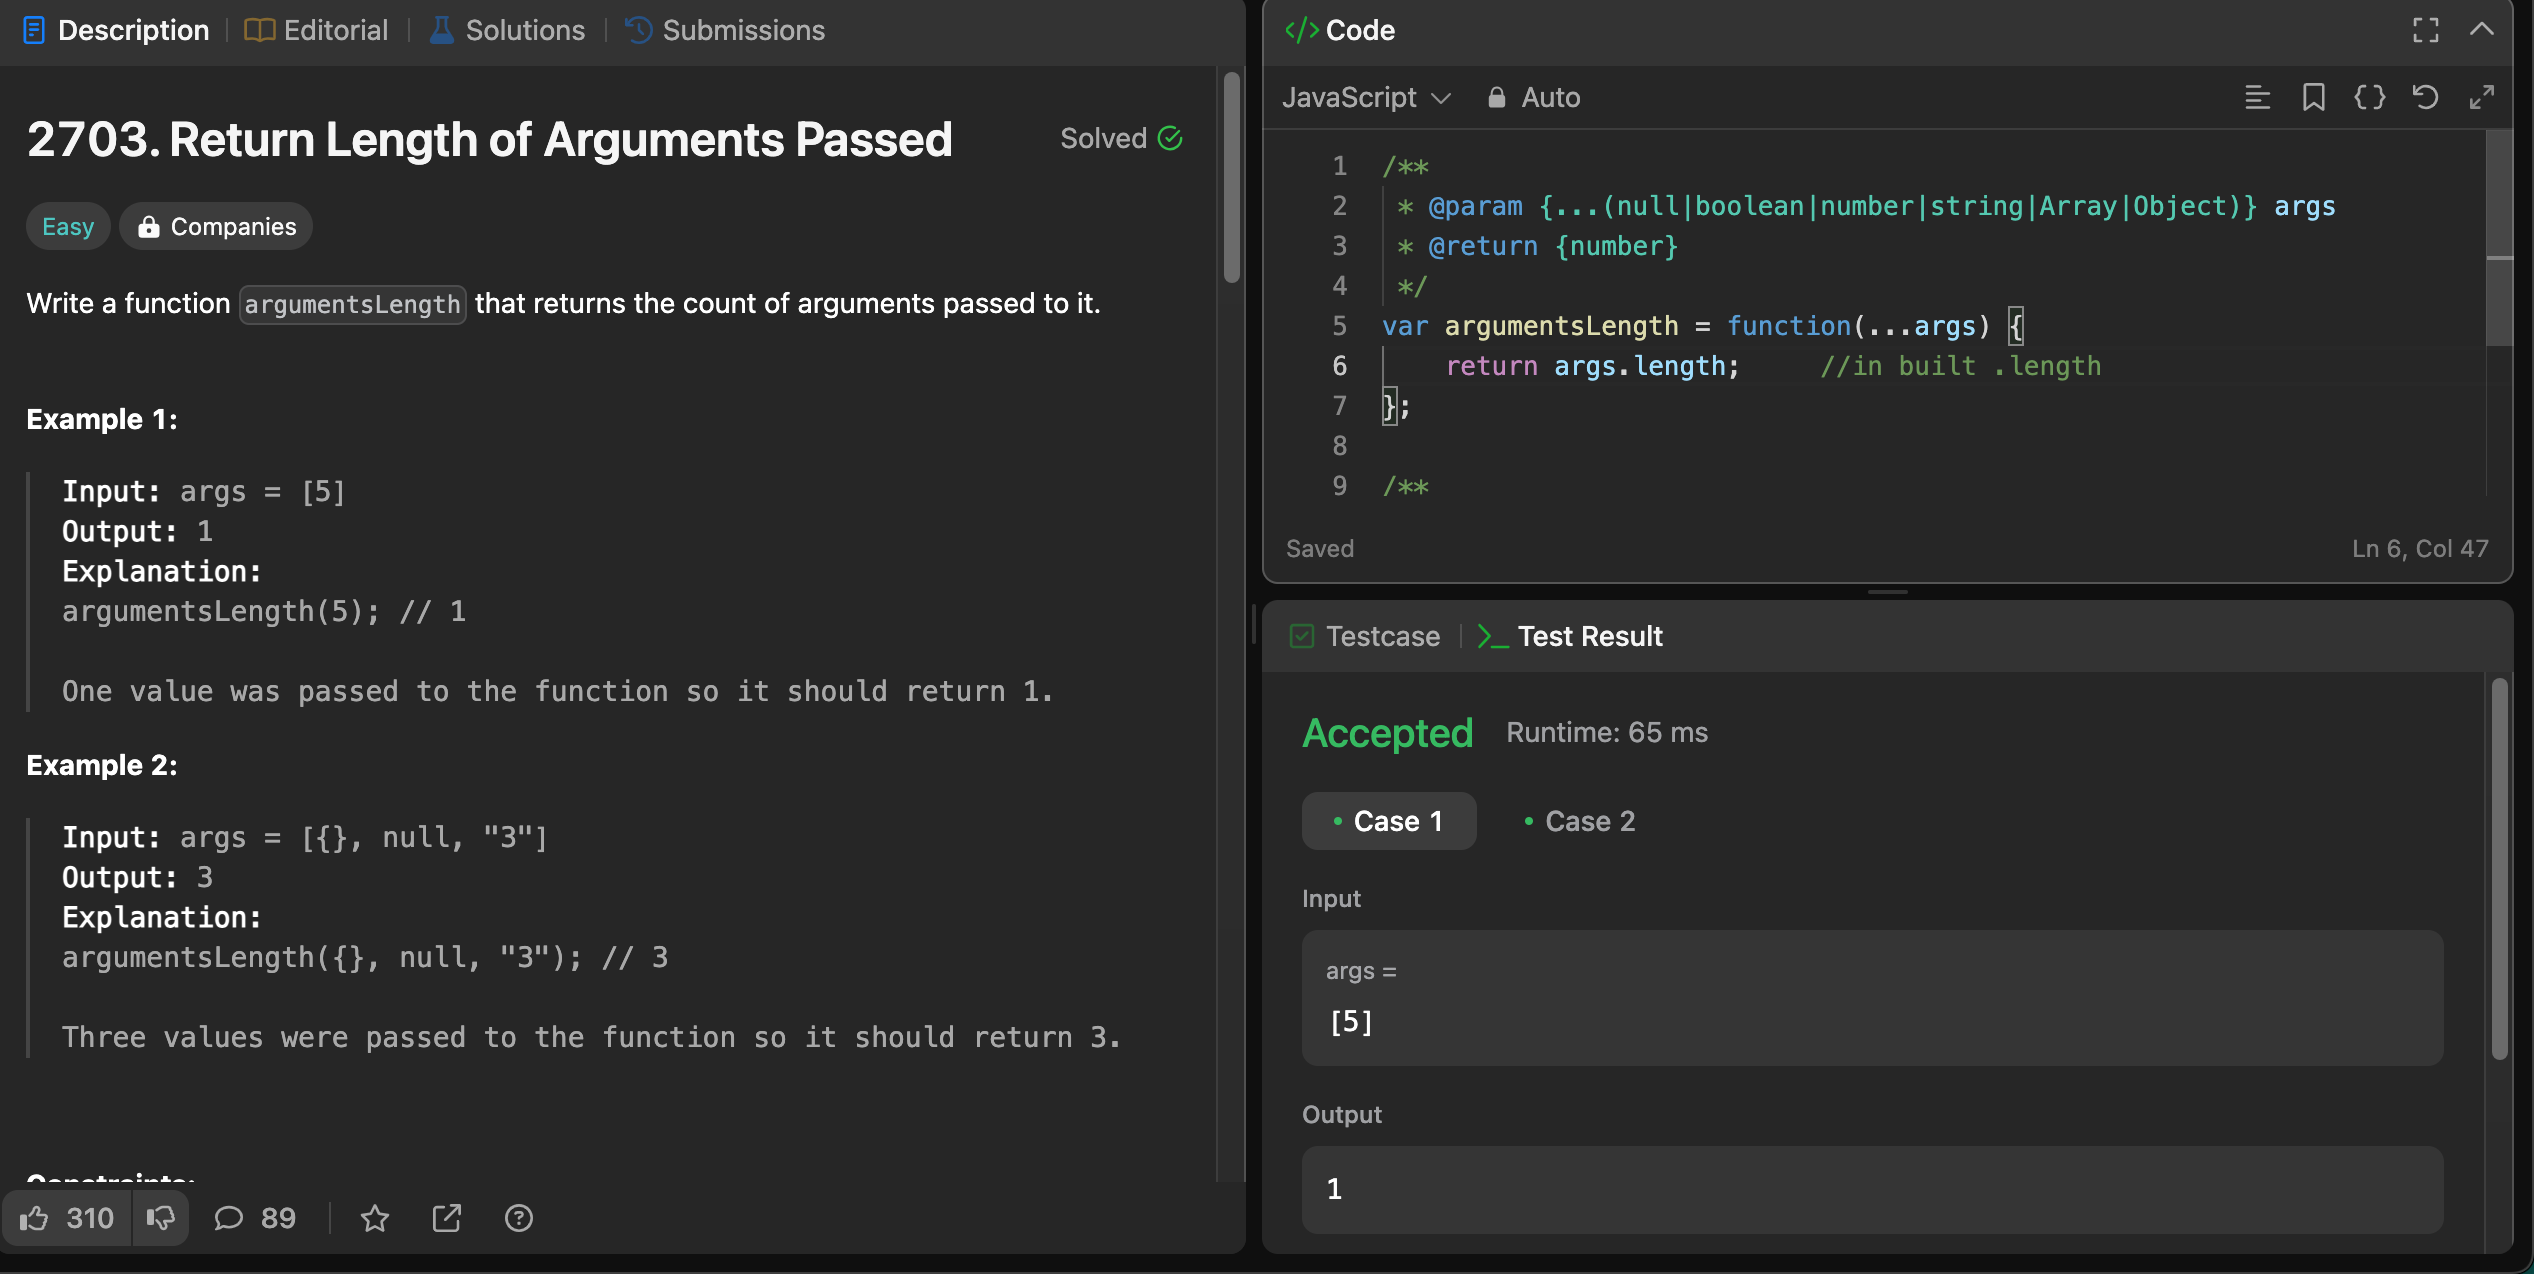 Description | Editorial | Solutions | Submissions
2703. Return Length of Arguments Passed
Solved
Easy
Companies
Write a function argumentsLength that returns the count of arguments passed to it.
Example 1:
Input: args = [5]
Output: 1
Explanation:
argumentsLength(5); // 1
One value was passed to the function so it should return 1.
Example 2:
Input: args = [{}, null, "3"]
Output: 3
Explanation:
argumentsLength({}, null, "3"); // 3
Three values were passed to the function so it should return 3.
Constraints:
310
89
</> Code
JavaScript
Auto
1 /**
2  * @param {...(null|boolean|number|string|Array|Object)} args
3  * @return {number}
4  */
5 var argumentsLength = function(...args) {
6     return args.length;     //in built .length
7 };
8
9 /**
Saved
Ln 6, Col 47
Testcase | >_ Test Result
Accepted
Runtime: 65 ms
• Case 1
• Case 2
Input
args =
[5]
Output
1